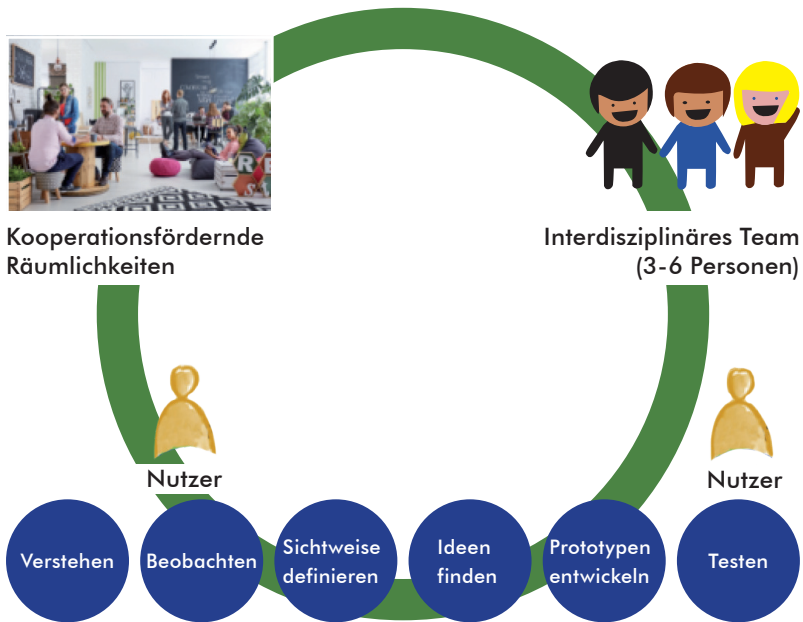 Kooperationsfördernde
Räumlichkeiten
Interdisziplinäres Team
(3-6 Personen)
Nutzer
Nutzer
Verstehen
Beobachten
Sichtweise
definieren
Ideen
finden
Prototypen
entwickeln
Testen